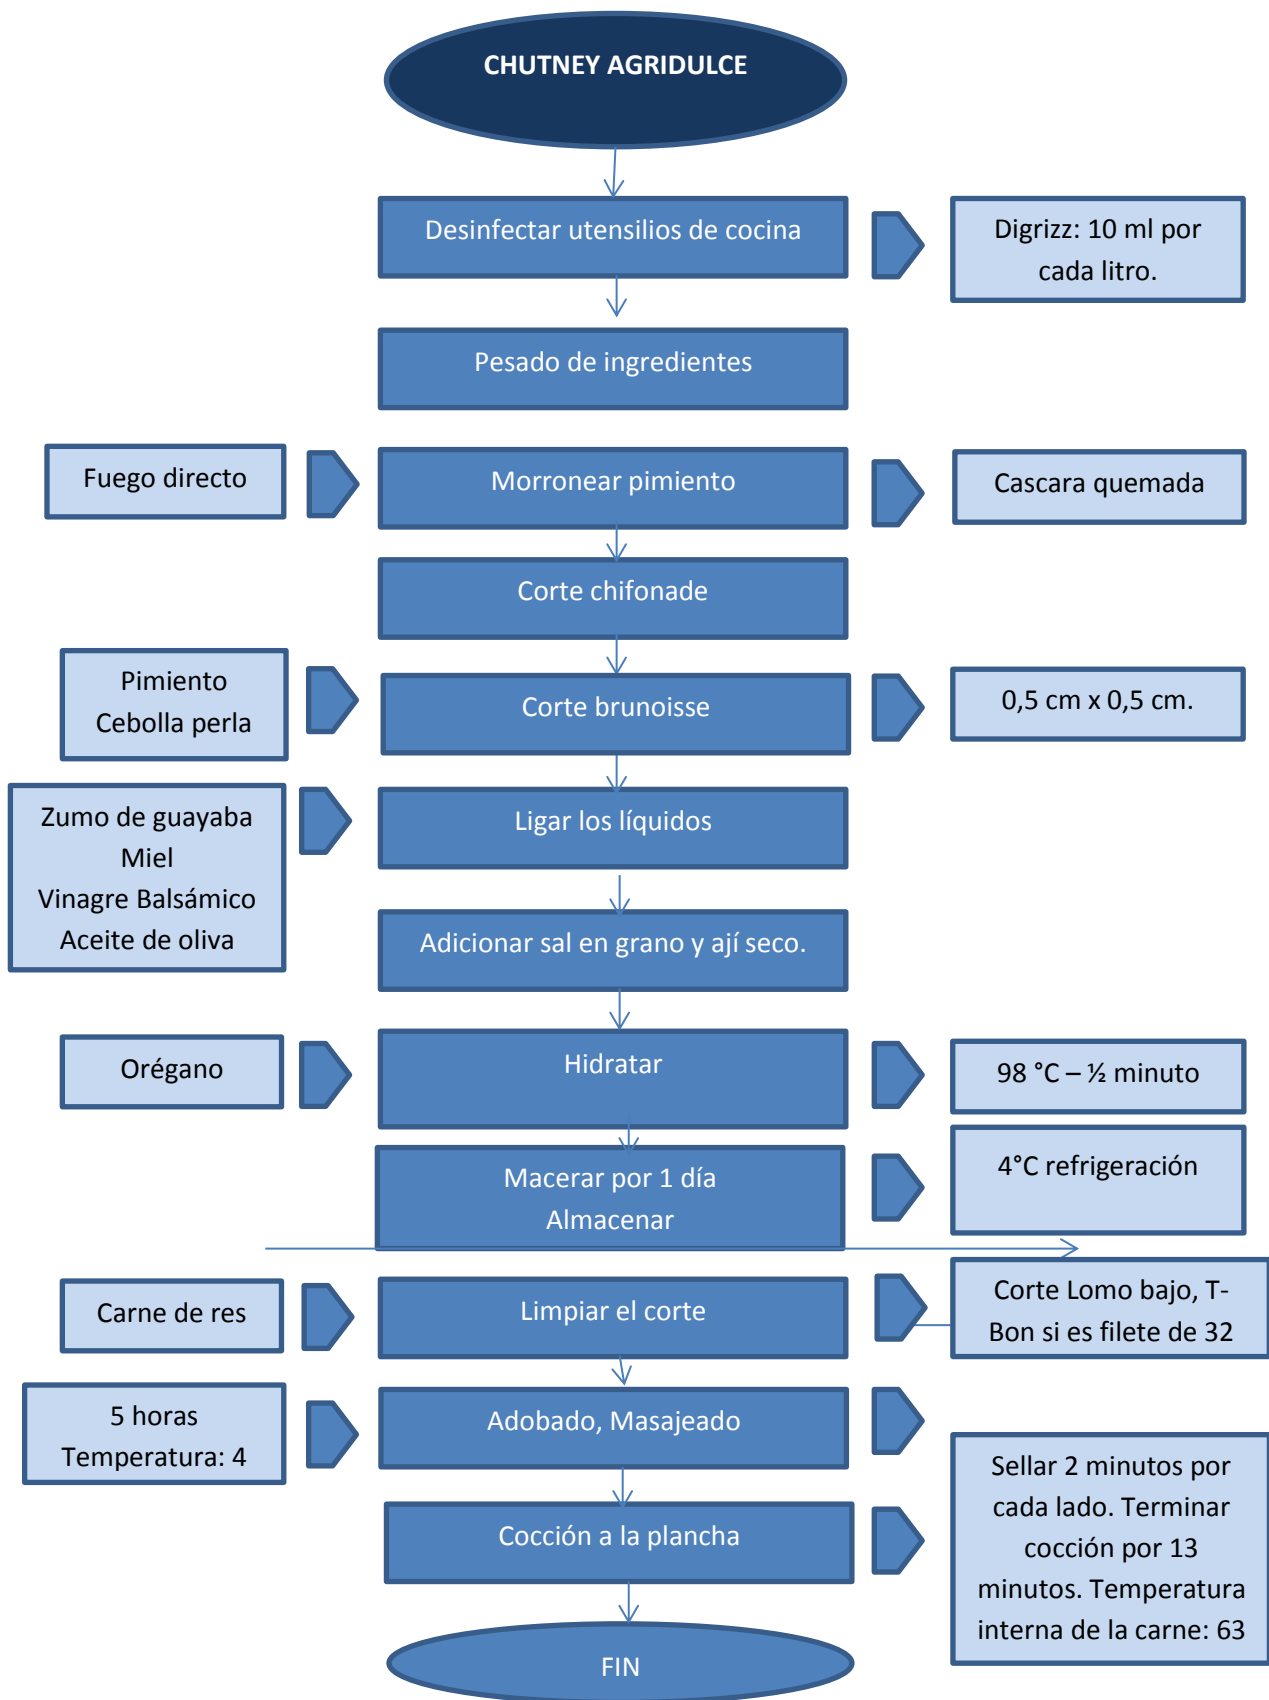 CHUTNEY AGRIDULCE
Desinfectar utensilios de cocina
Digrizz: 10 ml por
cada litro.
Pesado de ingredientes
Fuego directo
Morronear pimiento
Cascara quemada
Corte chifonade
Pimiento
Cebolla perla
Corte brunoisse
0,5 cm x 0,5 cm.
Zumo de guayaba
Miel
Vinagre Balsámico
Aceite de oliva
Ligar los líquidos
Adicionar sal en grano y ají seco.
Orégano
Hidratar
98 °C – ½ minuto
Macerar por 1 día
Almacenar
4°C refrigeración
Carne de res
Limpiar el corte
Corte Lomo bajo, T-
Bon si es filete de 32
5 horas
Temperatura: 4
Adobado, Masajeado
Cocción a la plancha
Sellar 2 minutos por
cada lado. Terminar
cocción por 13
minutos. Temperatura
interna de la carne: 63
FIN